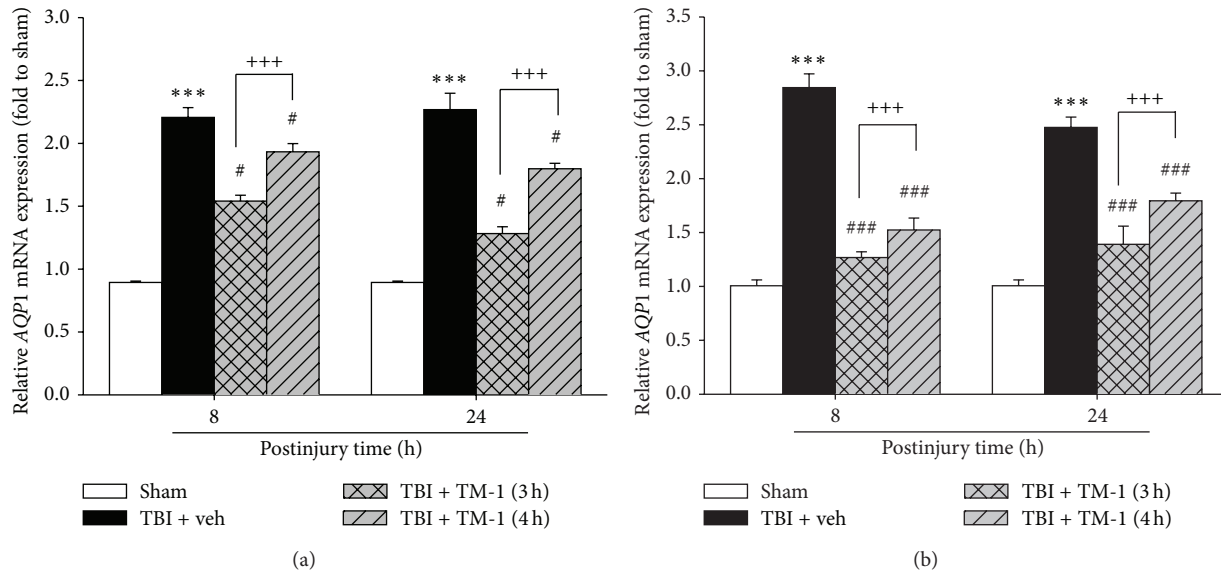 Relative AQP1 mRNA expression (fold to sham)
3.0
2.5
2.0
1.5
1.0
0.5
0.0
***
+++
#
#
***
+++
#
#
8
24
Postinjury time (h)
Sham
TBI + veh
TBI + TM-1 (3 h)
TBI + TM-1 (4 h)
(a)
Relative AQP1 mRNA expression (fold to sham)
3.5
3.0
2.5
2.0
1.5
1.0
0.5
0.0
***
+++
###
###
***
+++
###
###
8
24
Postinjury time (h)
Sham
TBI + veh
TBI + TM-1 (3 h)
TBI + TM-1 (4 h)
(b)